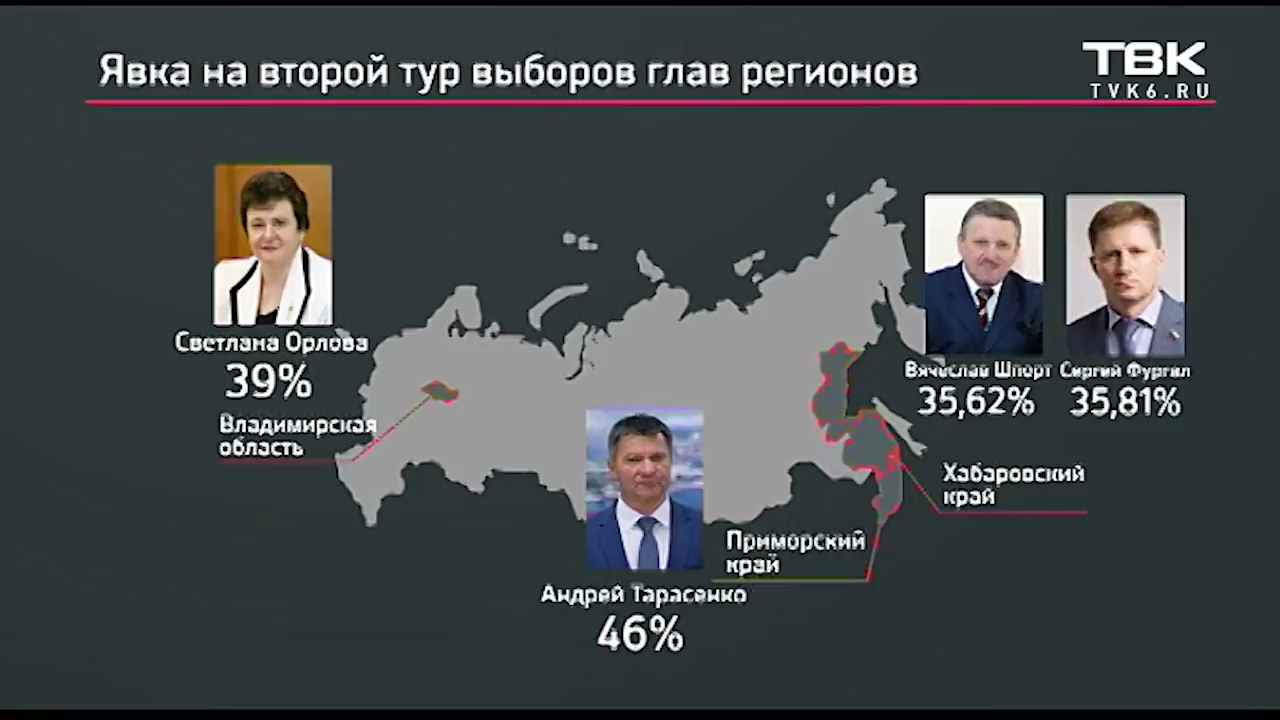 Явка на второй тур выборов глав регионов
ТВК
TVK6.RU
Светлана Орлова
39%
Владимирская
область
Вячеслав Шпорт
35,62%
Сергей Фургал
35,81%
Хабаровский
край
Приморский
край
Андрей Тарасенко
46%